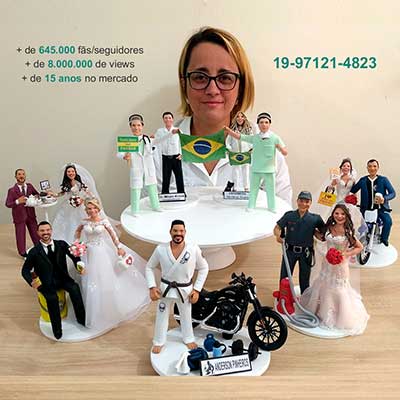 + de 645.000 fãs/seguidores
+ de 8.000.000 de views
+ de 15 anos no mercado
19-97121-4823
ANDERSON PINHEIRO